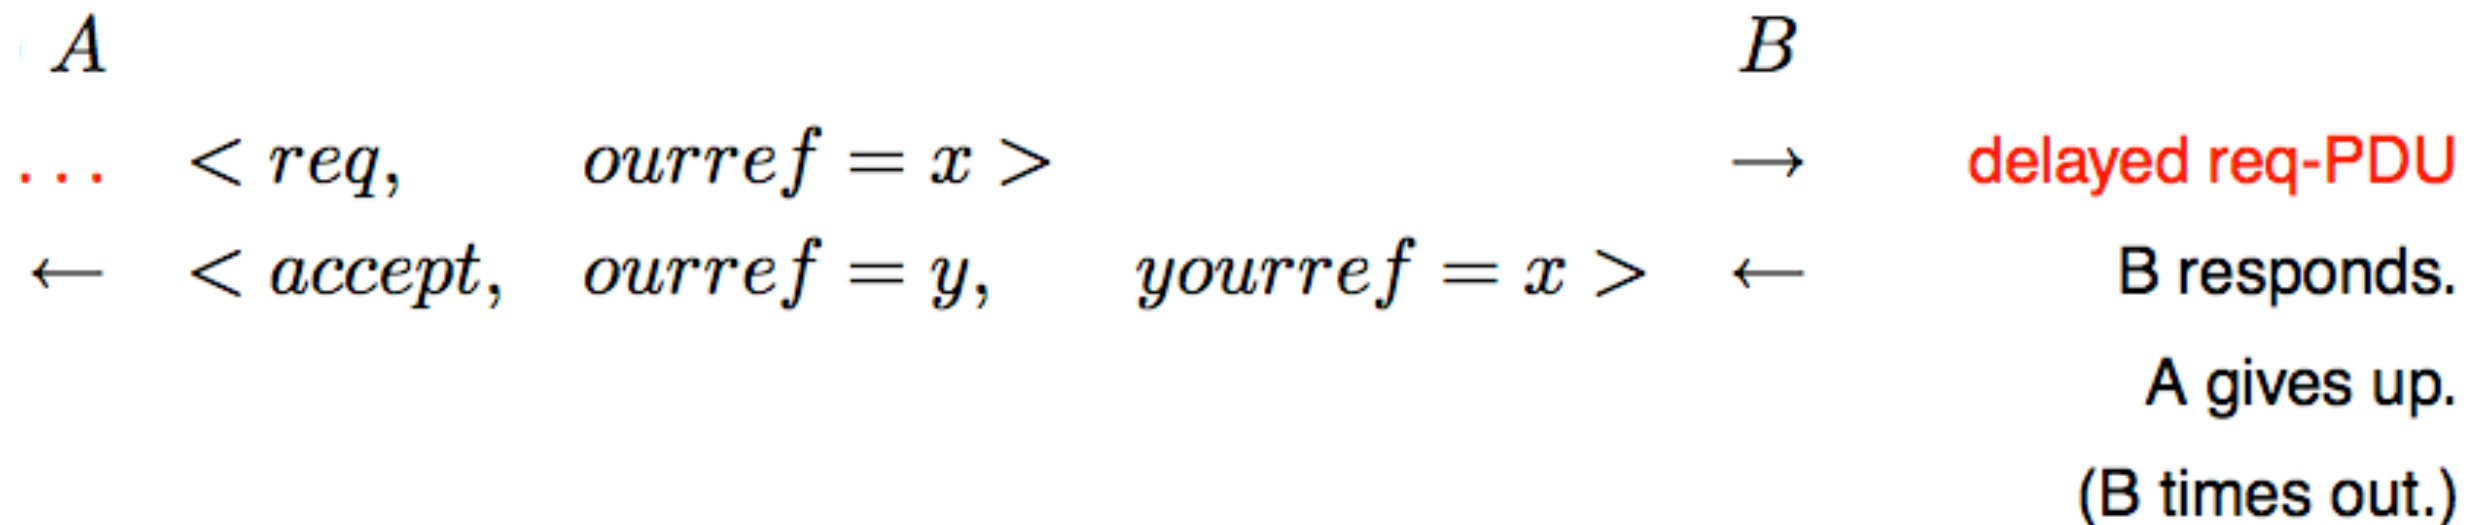 A B
... < req, ourref = x > → delayed req-PDU
← < accept, ourref = y, yourref = x > ← B responds.
A gives up.
(B times out.)